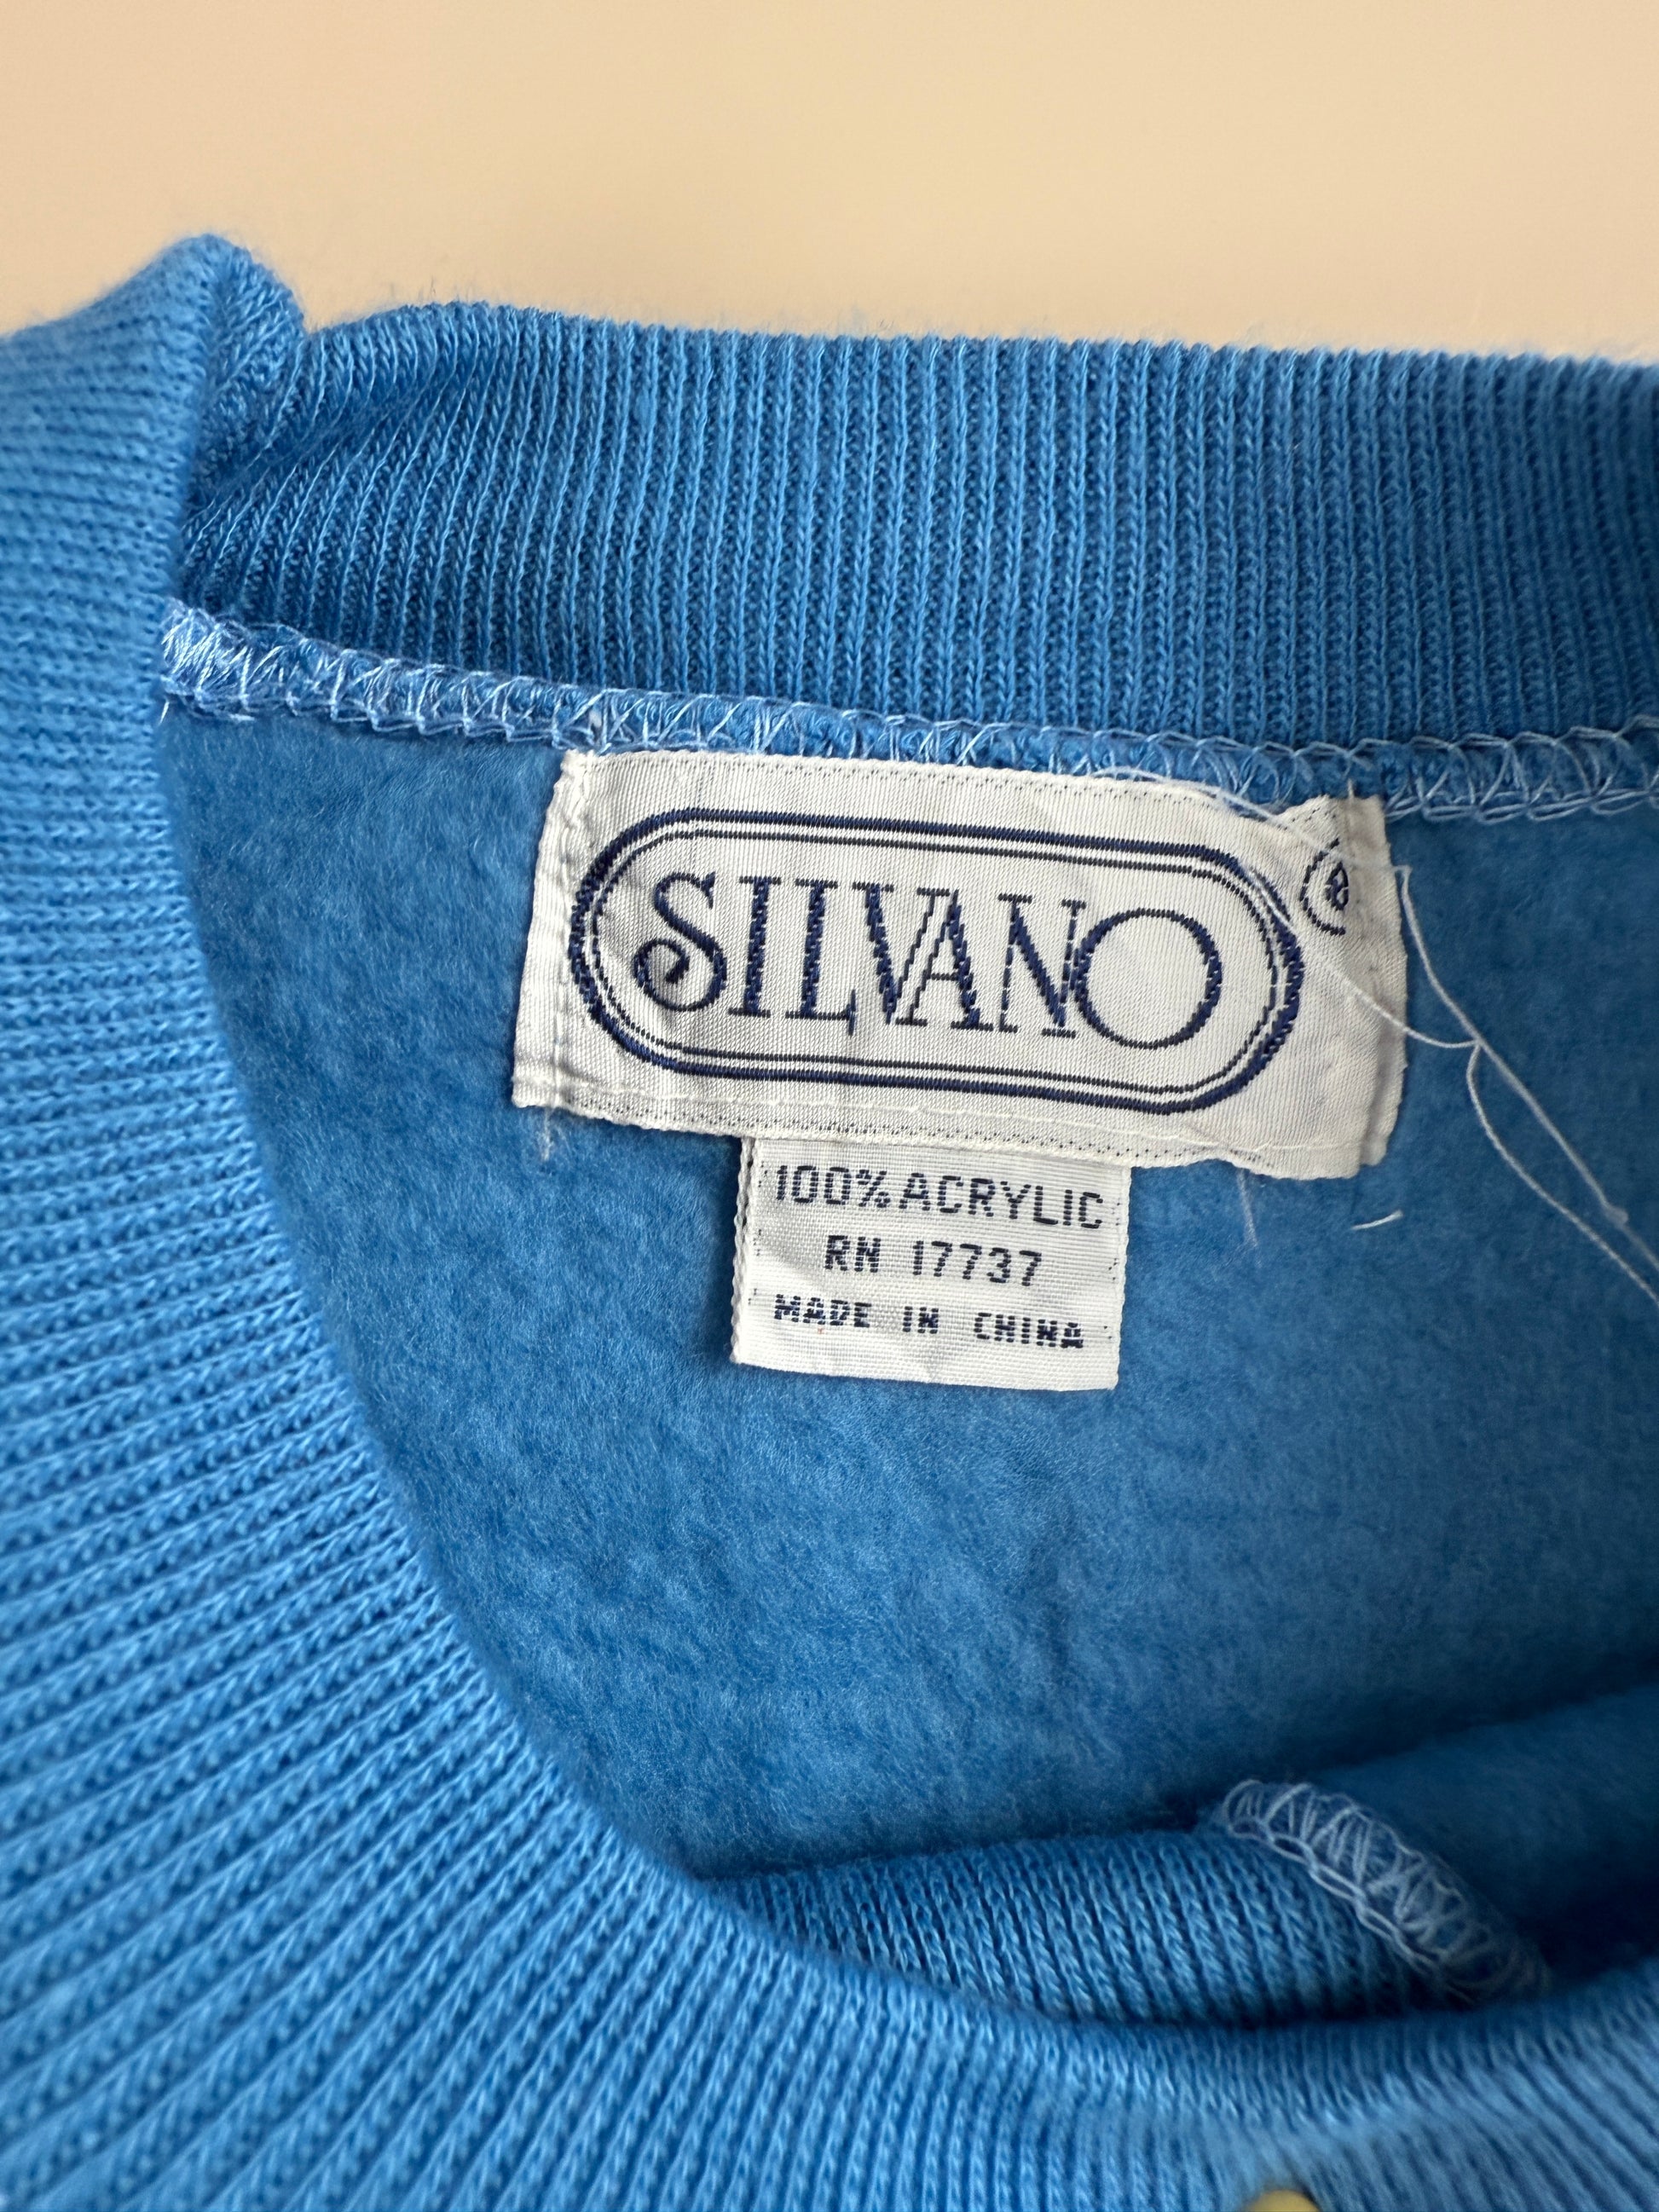 SILVANO ®
100% ACRYLIC
RN 17737
MADE IN CHINA